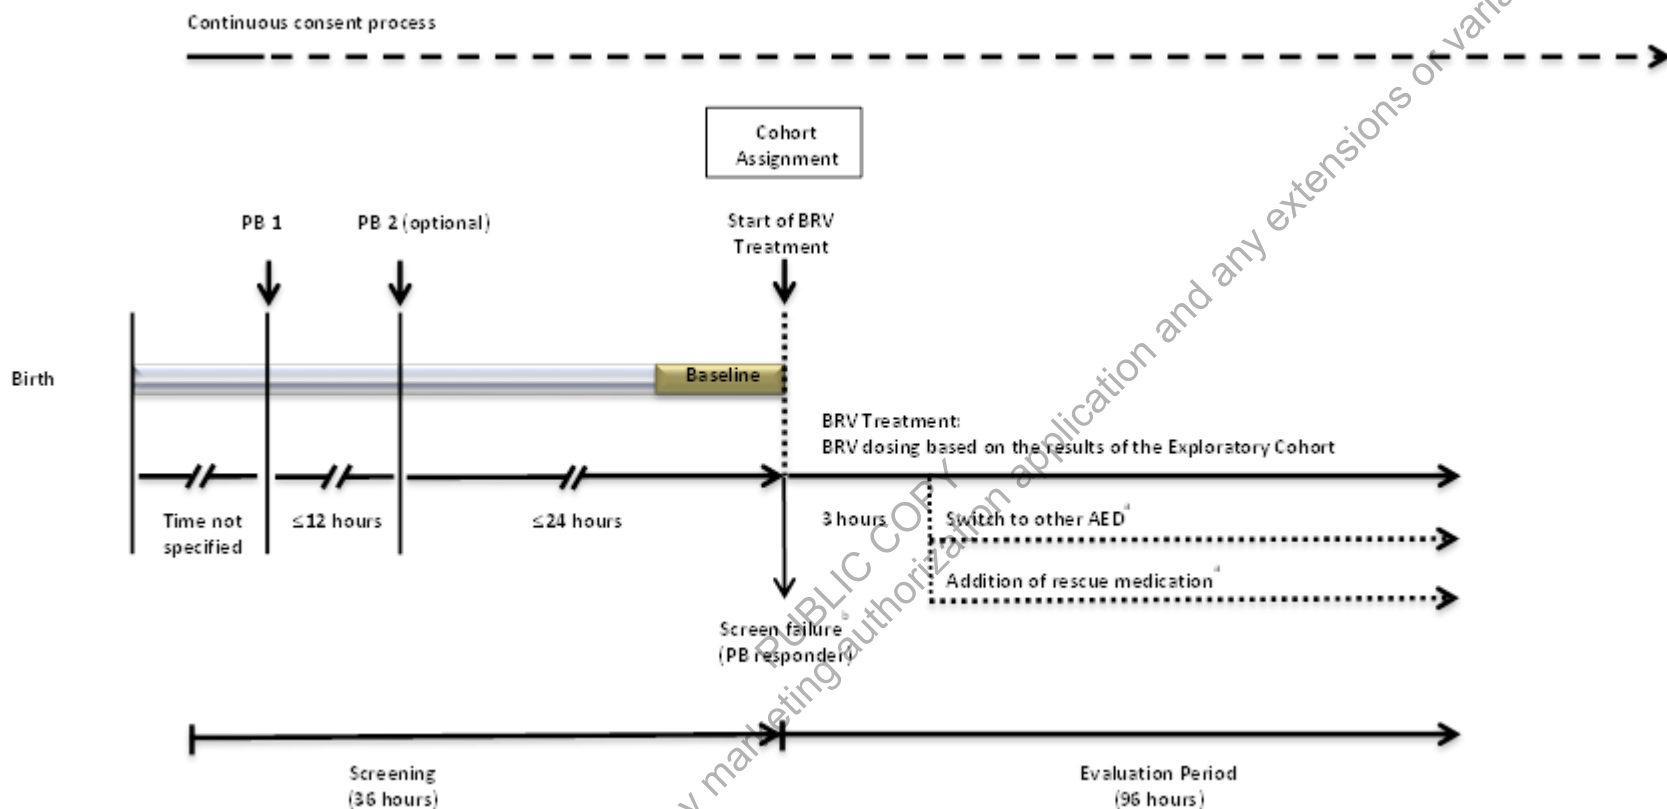 Continuous consent process
Cohort
Assignment
PB 1
PB 2 (optional)
Start of BRV
Treatment
Birth
Baseline
BRV Treatment:
BRV dosing based on the results of the Exploratory Cohort
Time not
specified
≤12 hours
≤24 hours
3 hours
Switch to other AED
Addition of rescue medication
Screen failure
(PB responder)
Screening
(36 hours)
Evaluation Period
(96 hours)
PUBLIC COPY
marketing authorization application and any extensions or